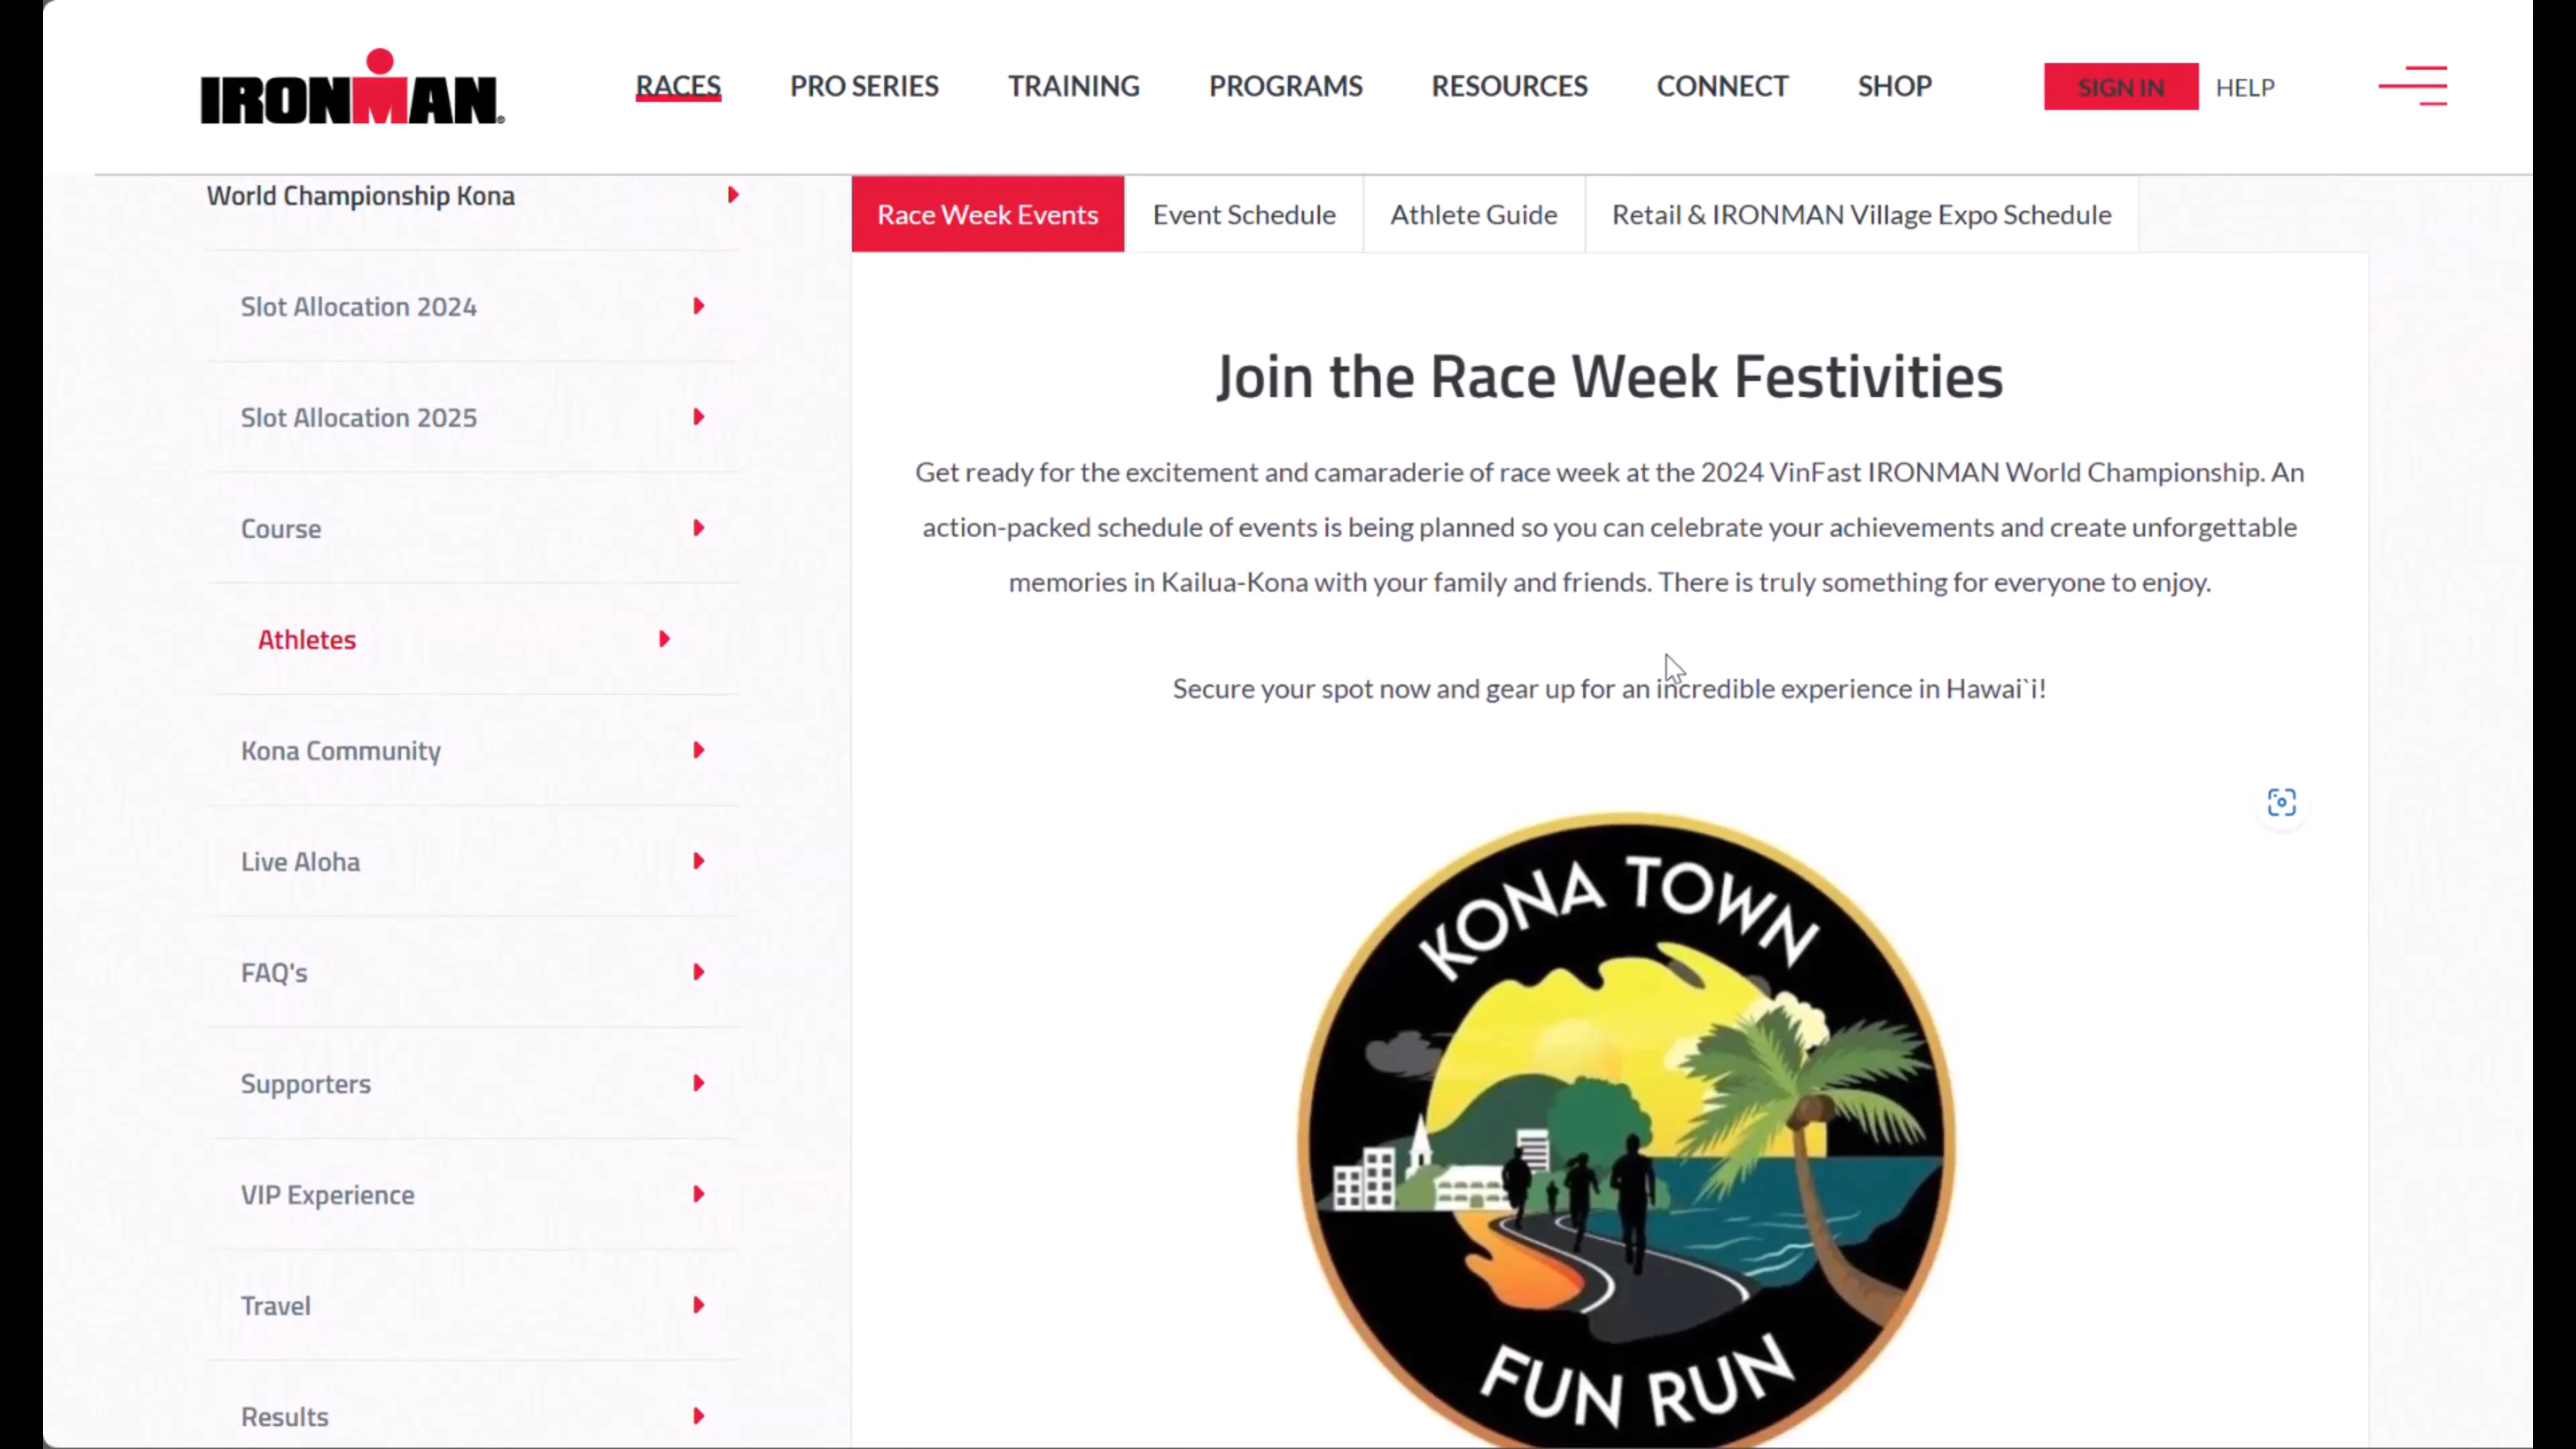 IRONMAN®
RACES
PRO SERIES
TRAINING
PROGRAMS
RESOURCES
CONNECT
SHOP
SIGN IN
HELP
World Championship Kona
Slot Allocation 2024
Slot Allocation 2025
Course
Athletes
Kona Community
Live Aloha
FAQ's
Supporters
VIP Experience
Travel
Results
Race Week Events
Event Schedule
Athlete Guide
Retail & IRONMAN Village Expo Schedule
Join the Race Week Festivities
Get ready for the excitement and camaraderie of race week at the 2024 VinFast IRONMAN World Championship. An
action-packed schedule of events is being planned so you can celebrate your achievements and create unforgettable
memories in Kailua-Kona with your family and friends. There is truly something for everyone to enjoy.
Secure your spot now and gear up for an incredible experience in Hawai`i!
KONA TOWN
FUN RUN